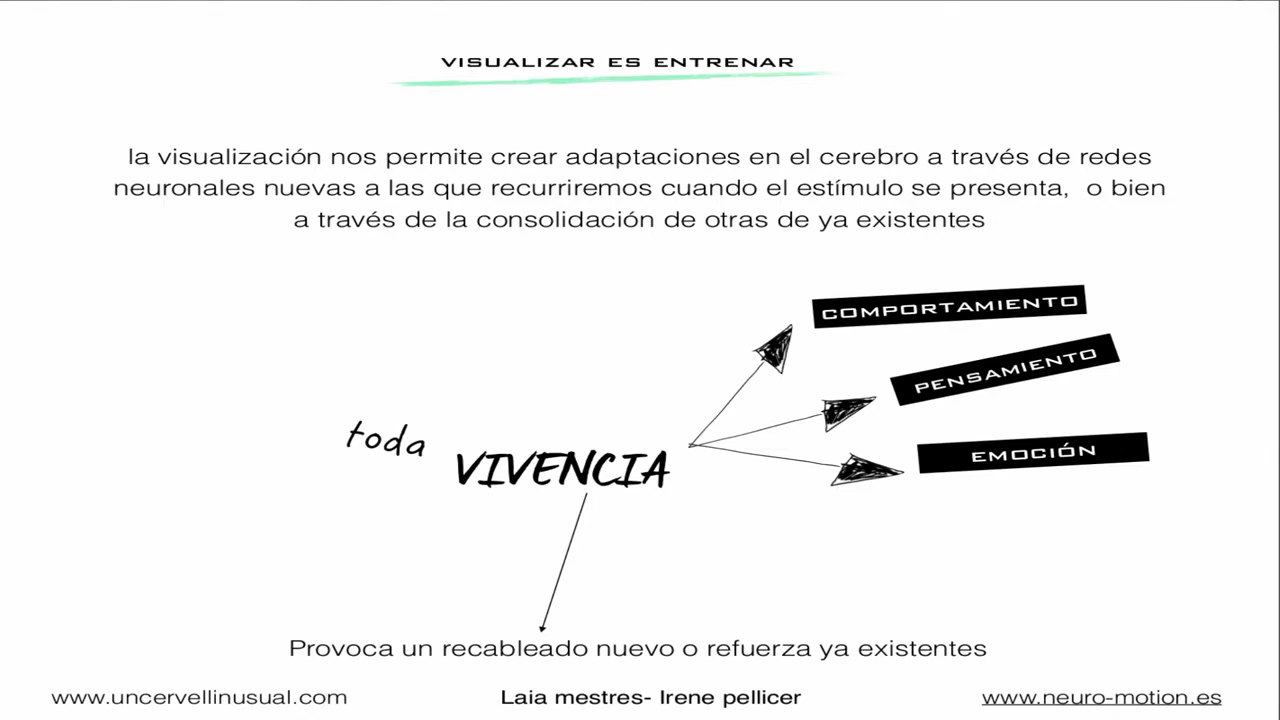 VISUALIZAR ES ENTRENAR
la visualización nos permite crear adaptaciones en el cerebro a través de redes
neuronales nuevas a las que recurriremos cuando el estímulo se presenta, o bien
a través de la consolidación de otras de ya existentes
COMPORTAMIENTO
PENSAMIENTO
EMOCIÓN
toda
VIVENCIA
Provoca un recableado nuevo o refuerza ya existentes
www.uncervellinusual.com
Laia mestres- Irene pellicer
www.neuro-motion.es